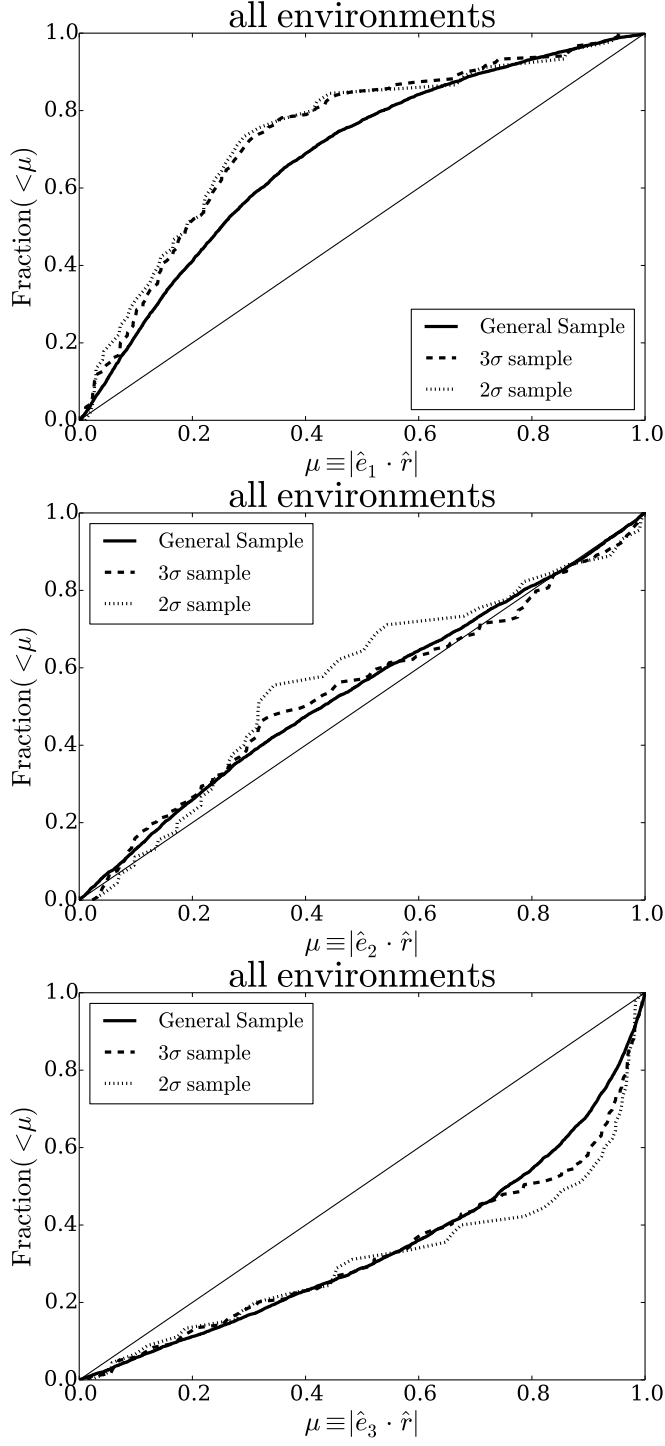 all environments
1.0
0.8
0.6
0.4
0.2
0.0
Fraction( <μ)
General Sample
3σ sample
2σ sample
0.0 0.2 0.4 0.6 0.8 1.0
μ ≡|ê₁ · r̂|
all environments
1.0
0.8
0.6
0.4
0.2
0.0
Fraction( <μ)
General Sample
3σ sample
2σ sample
0.0 0.2 0.4 0.6 0.8 1.0
μ ≡|ê₂ · r̂|
all environments
1.0
0.8
0.6
0.4
0.2
0.0
Fraction( <μ)
General Sample
3σ sample
2σ sample
0.0 0.2 0.4 0.6 0.8 1.0
μ ≡|ê₃ · r̂|